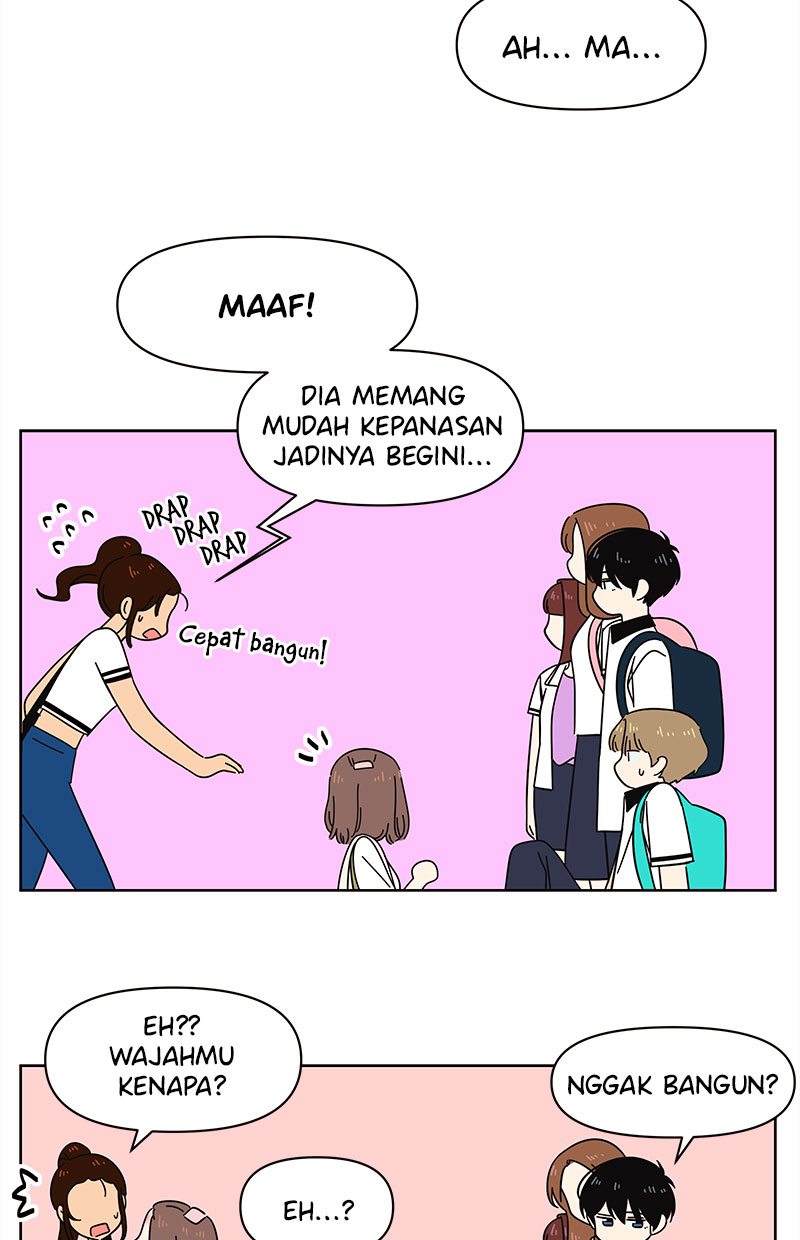 AH... MA...
MAAF!
DIA MEMANG
MUDAH KEPANASAN
JADINYA BEGINI...
DRAP
DRAP
DRAP
Cepat bangun!
EH??
WAJAHMU
KENAPA?
NGGAK BANGUN?
EH...?